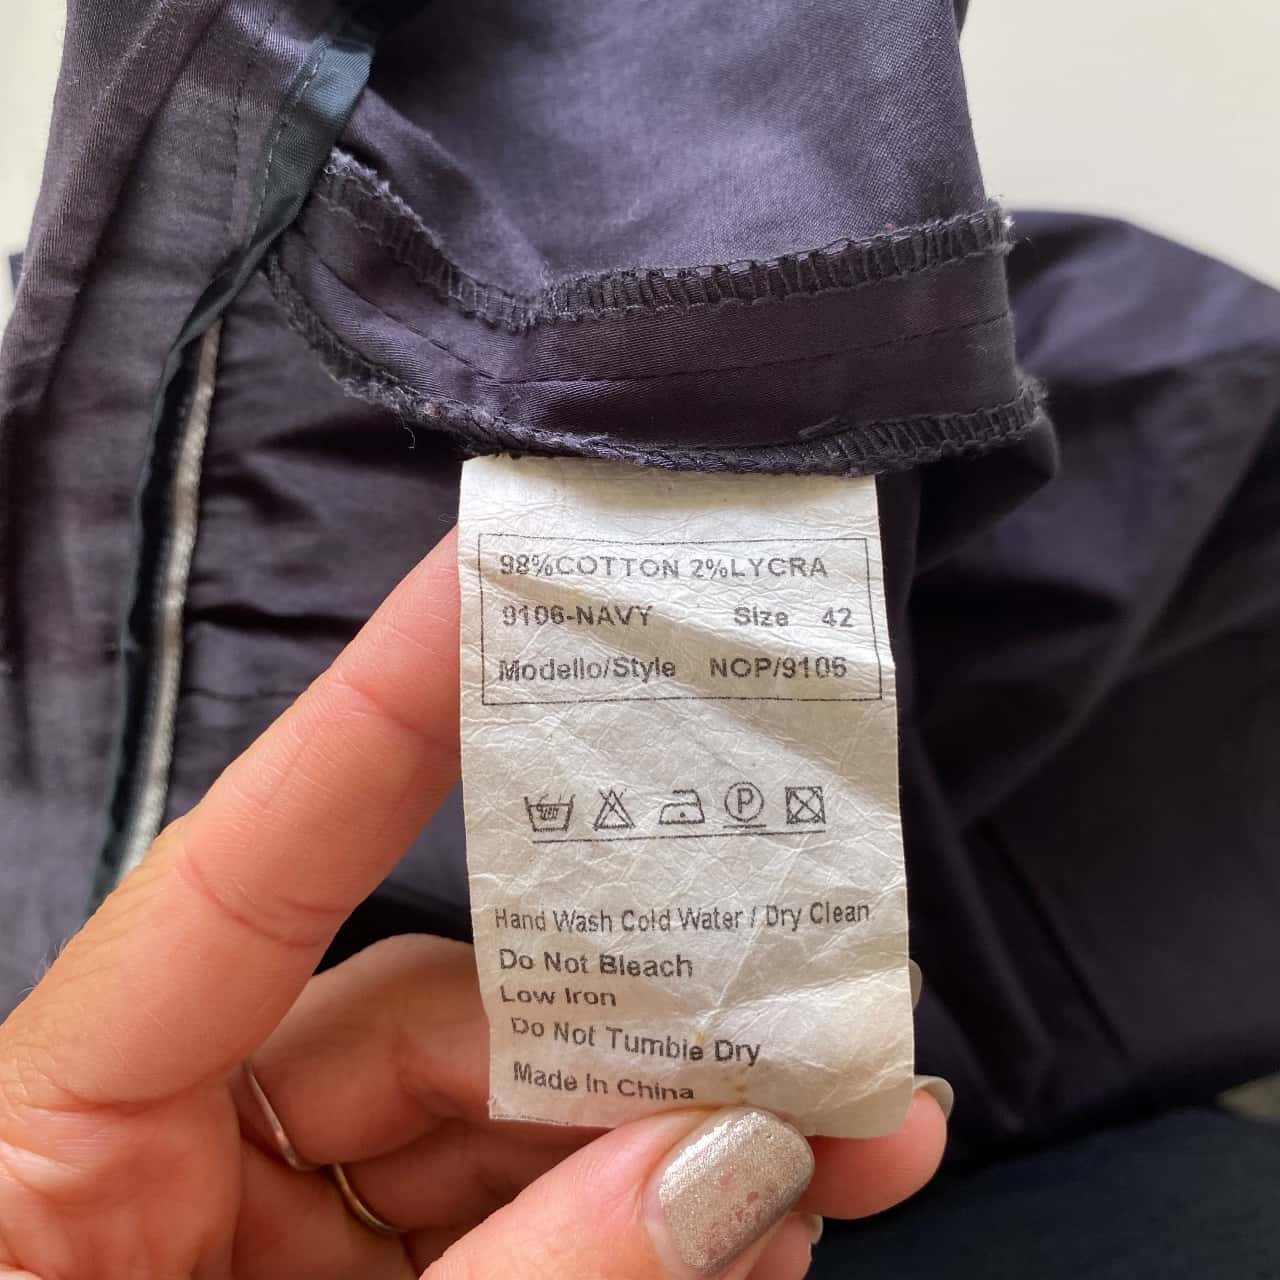 98%COTTON 2%LYCRA
9106-NAVY Size 42
Modello/Style NOP/9106
P
Hand Wash Cold Water / Dry Clean
Do Not Bleach
Low Iron
Do Not Tumble Dry
Made In China